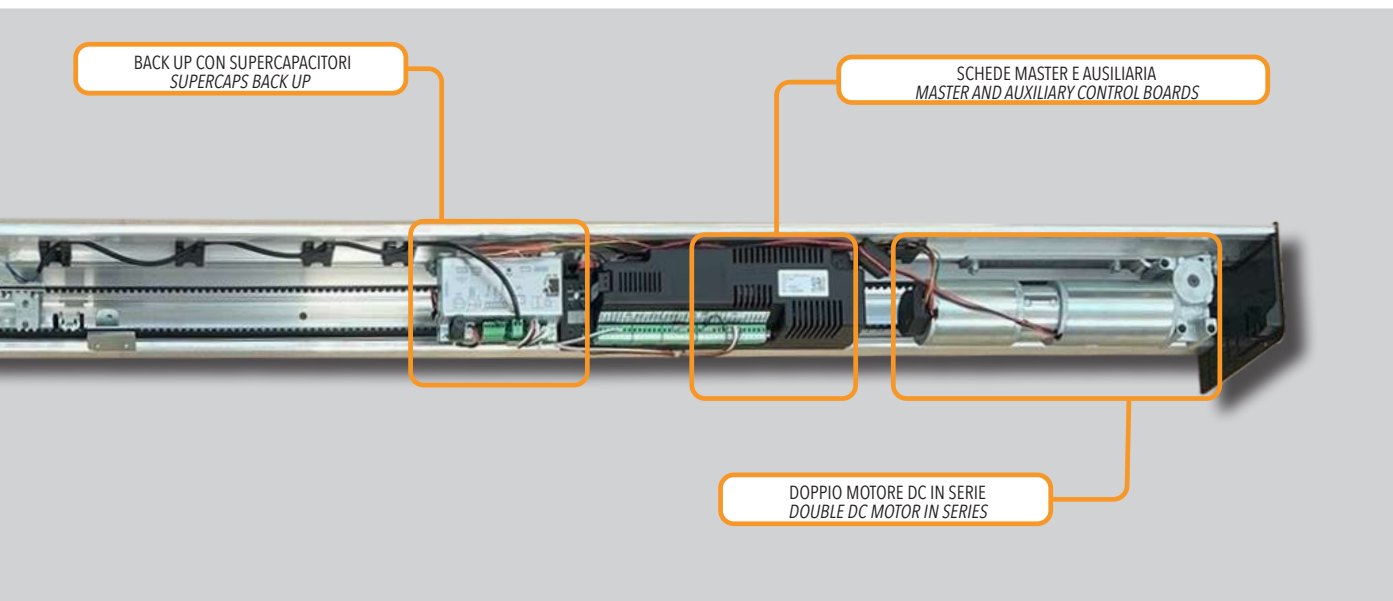 BACK UP CON SUPERCAPACITORI
SUPERCAPS BACK UP
SCHEDE MASTER E AUSILIARIA
MASTER AND AUXILIARY CONTROL BOARDS
DOPPIO MOTORE DC IN SERIE
DOUBLE DC MOTOR IN SERIES